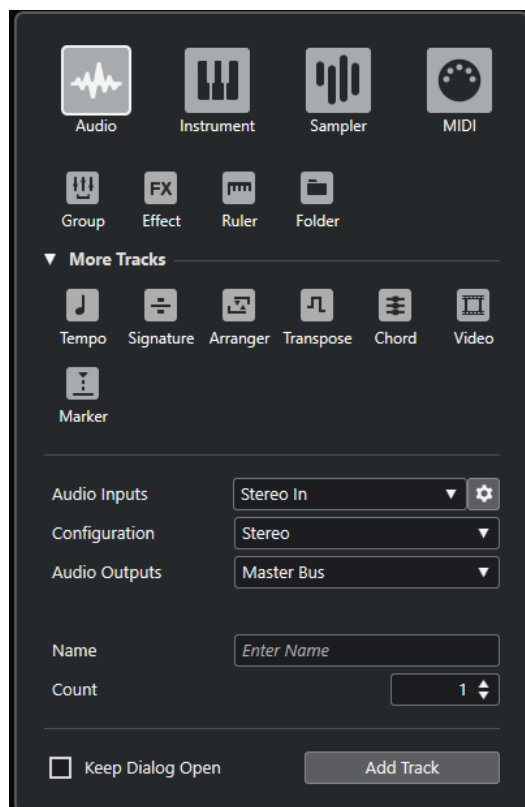 Audio Instrument Sampler MIDI
FX
Group Effect Ruler Folder
▼ More Tracks
Tempo Signature Arranger Transpose Chord Video
Marker
Audio Inputs Stereo In
Configuration Stereo
Audio Outputs Master Bus
Name Enter Name
Count 1
Keep Dialog Open Add Track